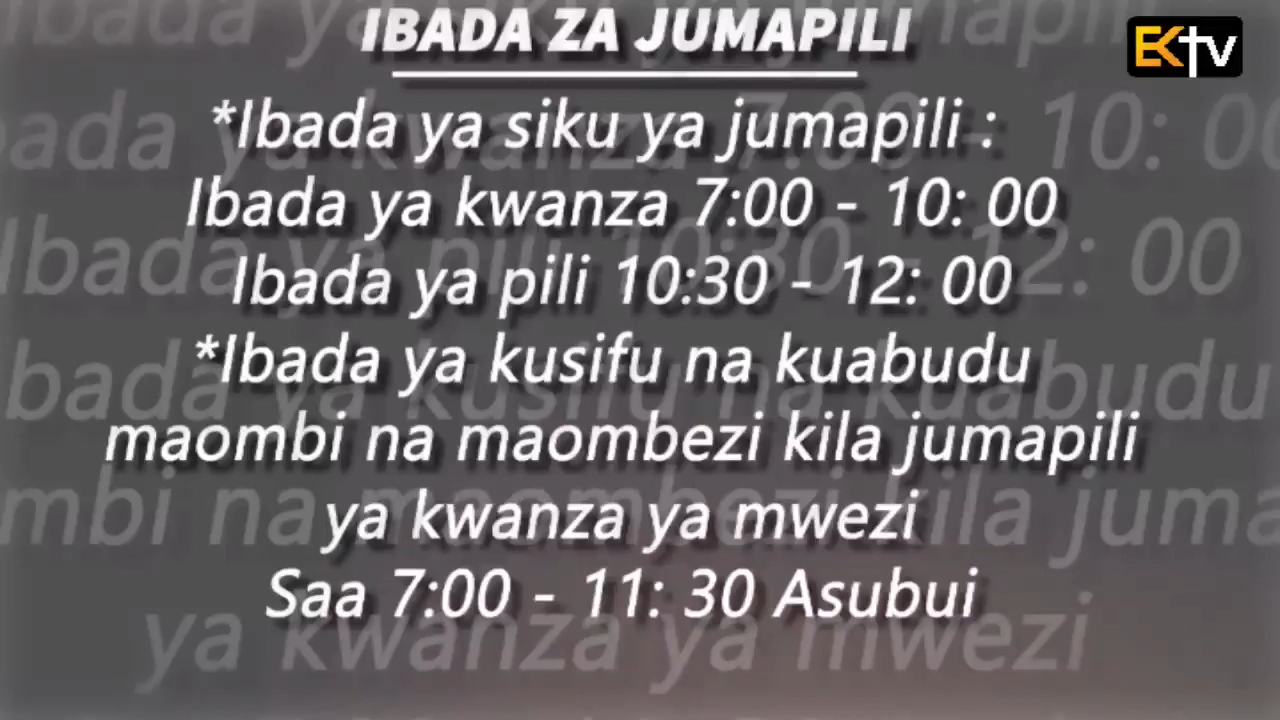 IBADA ZA JUMAPILI
EKTV
*Ibada ya siku ya jumapili :
Ibada ya kwanza 7:00 - 10: 00
Ibada ya pili 10:30 - 12: 00
*Ibada ya kusifu na kuabudu
maombi na maombezi kila jumapili
ya kwanza ya mwezi
Saa 7:00 - 11: 30 Asubui